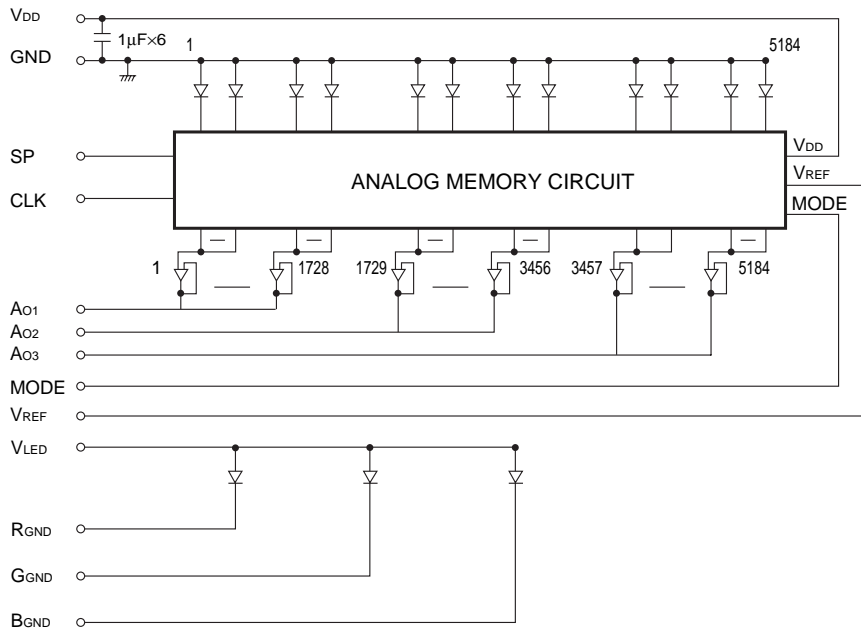 VDD
1μF×6
GND
1
5184
SP
CLK
ANALOG MEMORY CIRCUIT
VDD
VREF
MODE
1
1728
1729
3456
3457
5184
AO1
AO2
AO3
MODE
VREF
VLED
RGND
GGND
BGND